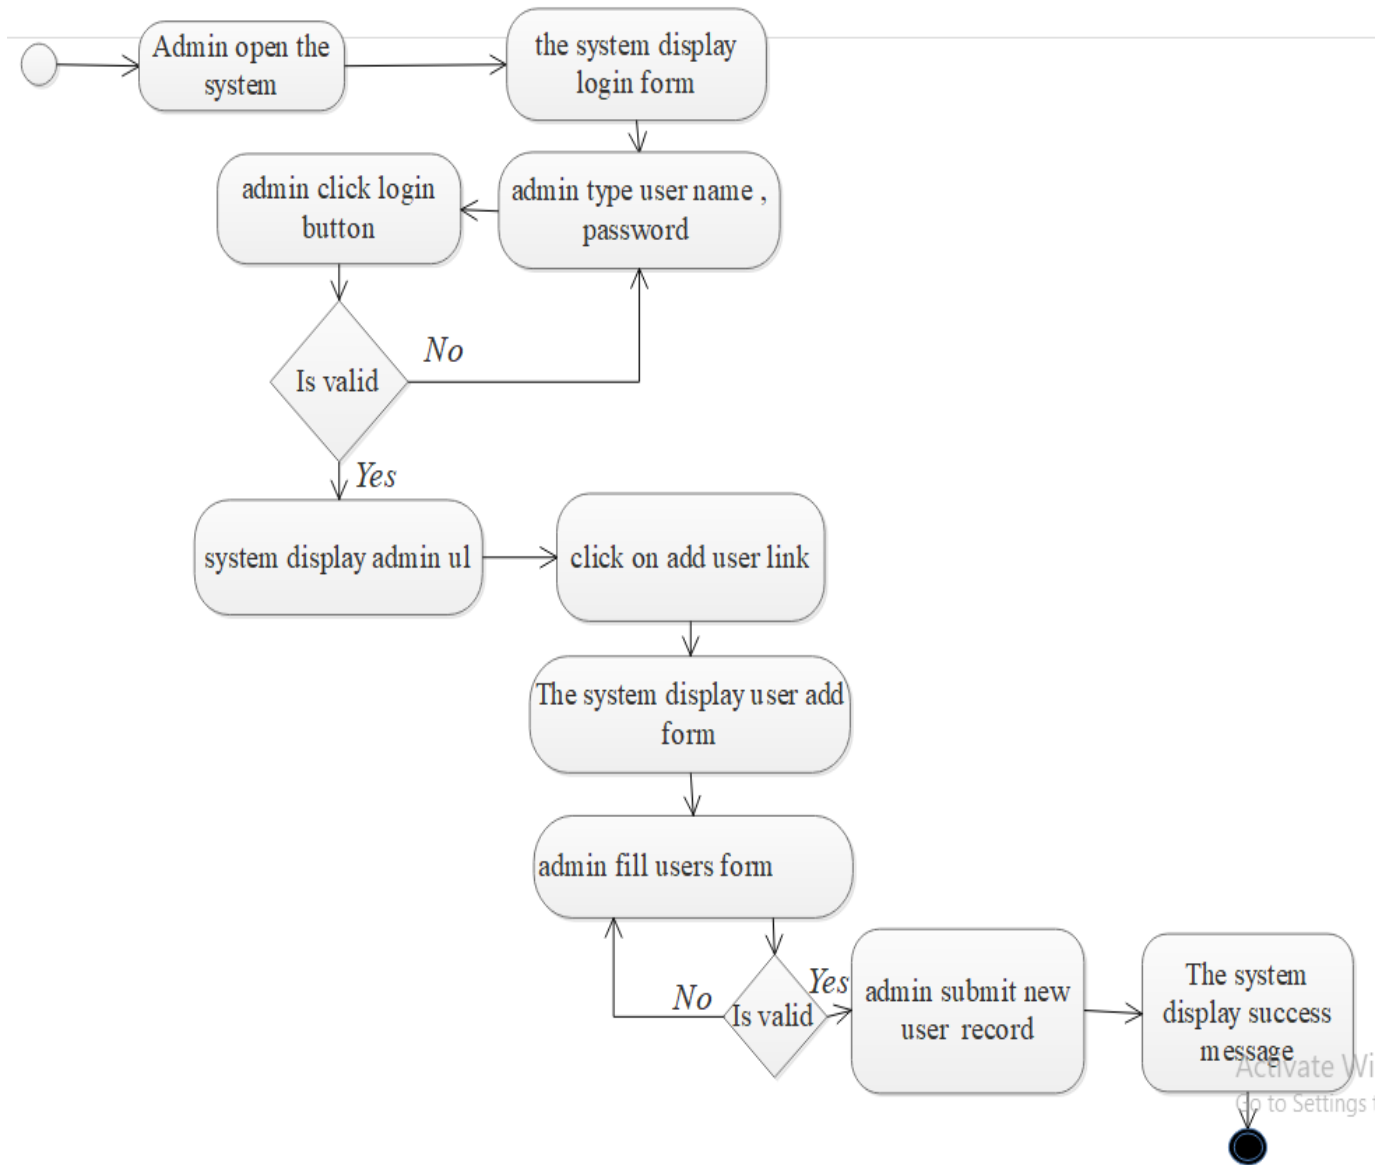 Admin open the
system
the system display
login form
admin type user name ,
password
admin click login
button
Is valid
No
Yes
system display admin ul
click on add user link
The system display user add
form
admin fill users form
Is valid
No
Yes
admin submit new
user record
The system
display success
message
Activate Wi
Go to Settings t